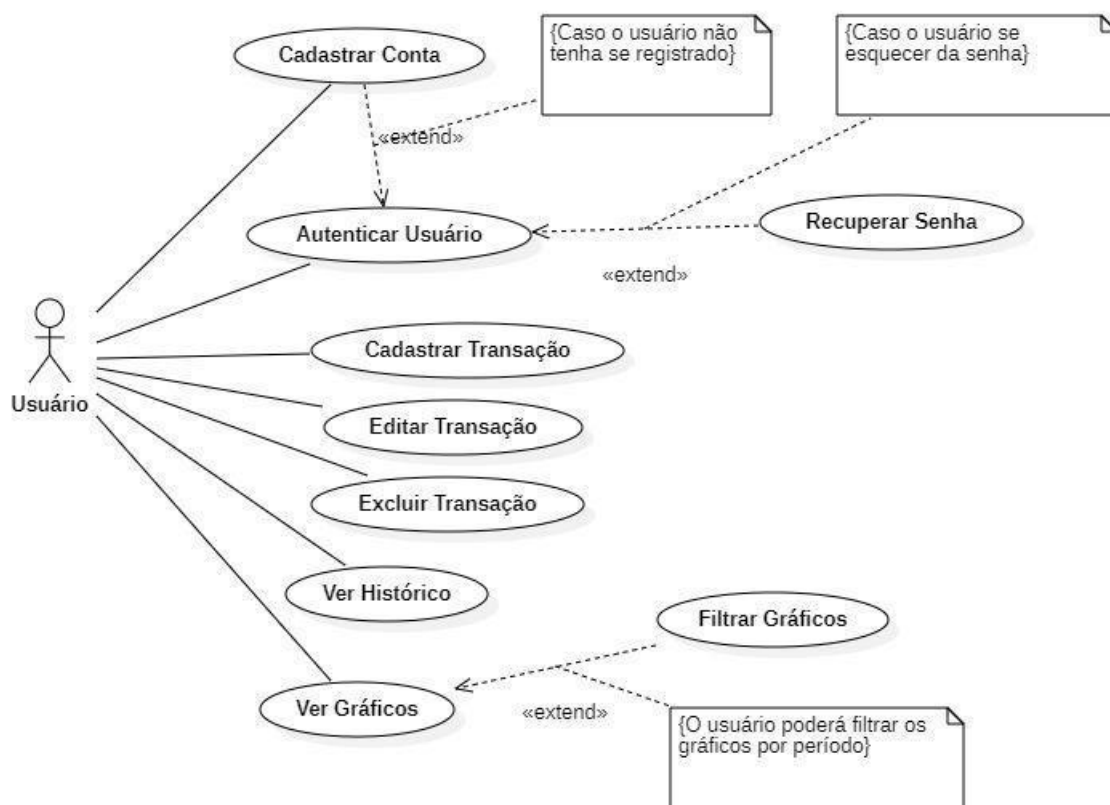 Cadastrar Conta
{Caso o usuário não
tenha se registrado}
{Caso o usuário se
esquecer da senha}
«extend»
Autenticar Usuário
Recuperar Senha
«extend»
Cadastrar Transação
Usuário
Editar Transação
Excluir Transação
Ver Histórico
Filtrar Gráficos
Ver Gráficos
«extend»
{O usuário poderá filtrar os
gráficos por período}